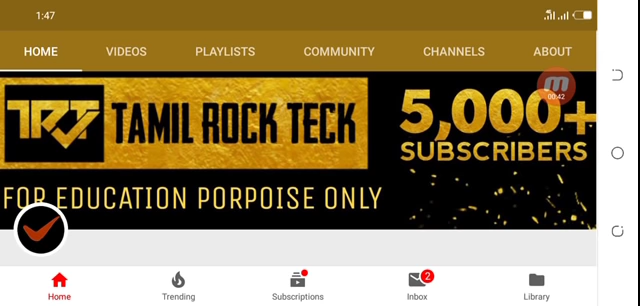 1:47
HOME VIDEOS PLAYLISTS COMMUNITY CHANNELS ABOUT
00:42
TRT TAMIL ROCK TECK
5,000+
SUBSCRIBERS
FOR EDUCATION PORPOISE ONLY
2
Home Trending Subscriptions Inbox Library